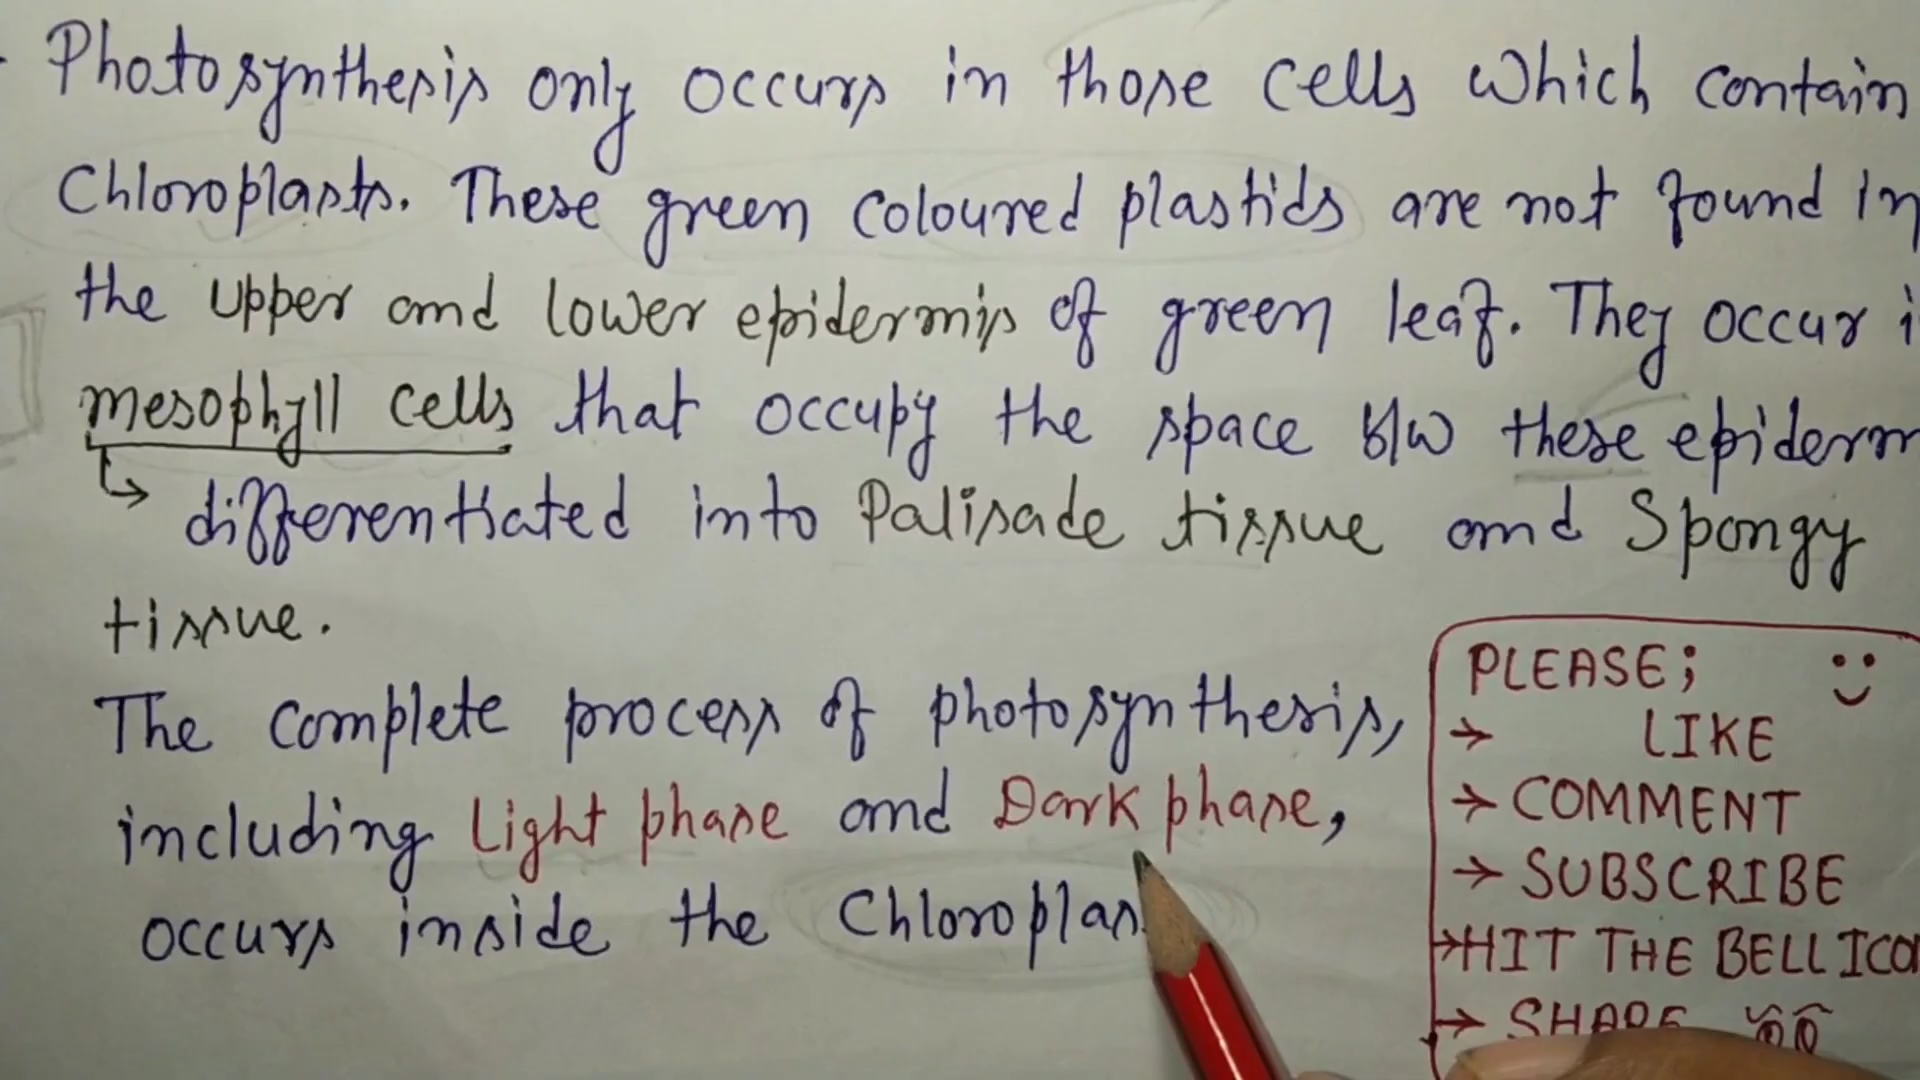 Photosynthesis only occurs in those cells which contain
Chloroplasts. These green coloured plastids are not found in
the upper and lower epidermis of green leaf. They occur i
mesophyll cells that occupy the space b/w these epiderm
→ differentiated into Palisade tissue and Spongy
tissue.
The complete process of photosynthesis,
including Light phase and Dark phase,
occurs inside the Chloroplas
PLEASE;
→ LIKE
→ COMMENT
→ SUBSCRIBE
→ HIT THE BELL ICO
→ SHARE